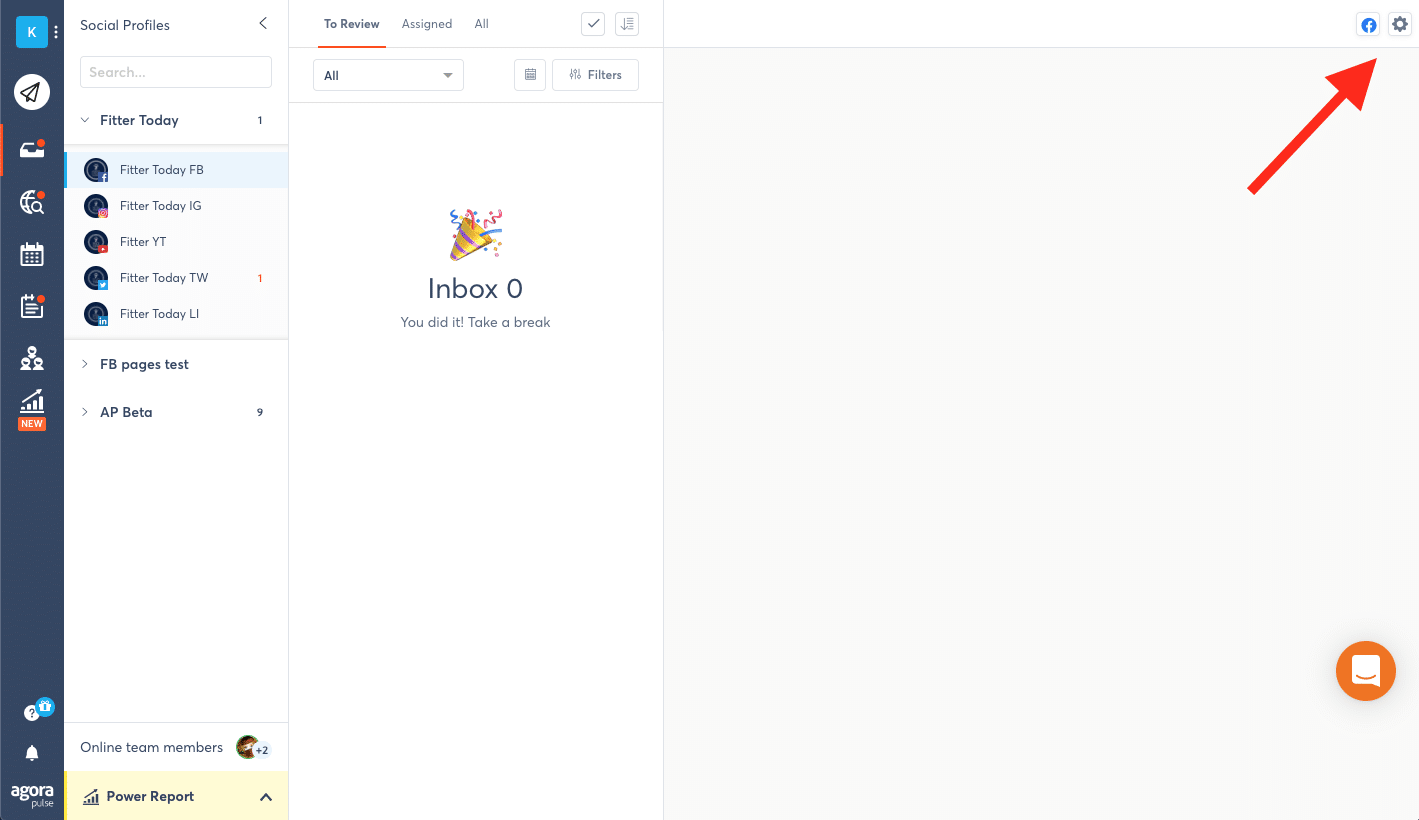 K
Social Profiles
Search...
Fitter Today 1
Fitter Today FB
Fitter Today IG
Fitter YT
Fitter Today TW 1
Fitter Today LI
FB pages test
AP Beta 9
NEW
Online team members +2
Power Report
?
agora
pulse
To Review Assigned All
All Filters
Inbox 0
You did it! Take a break